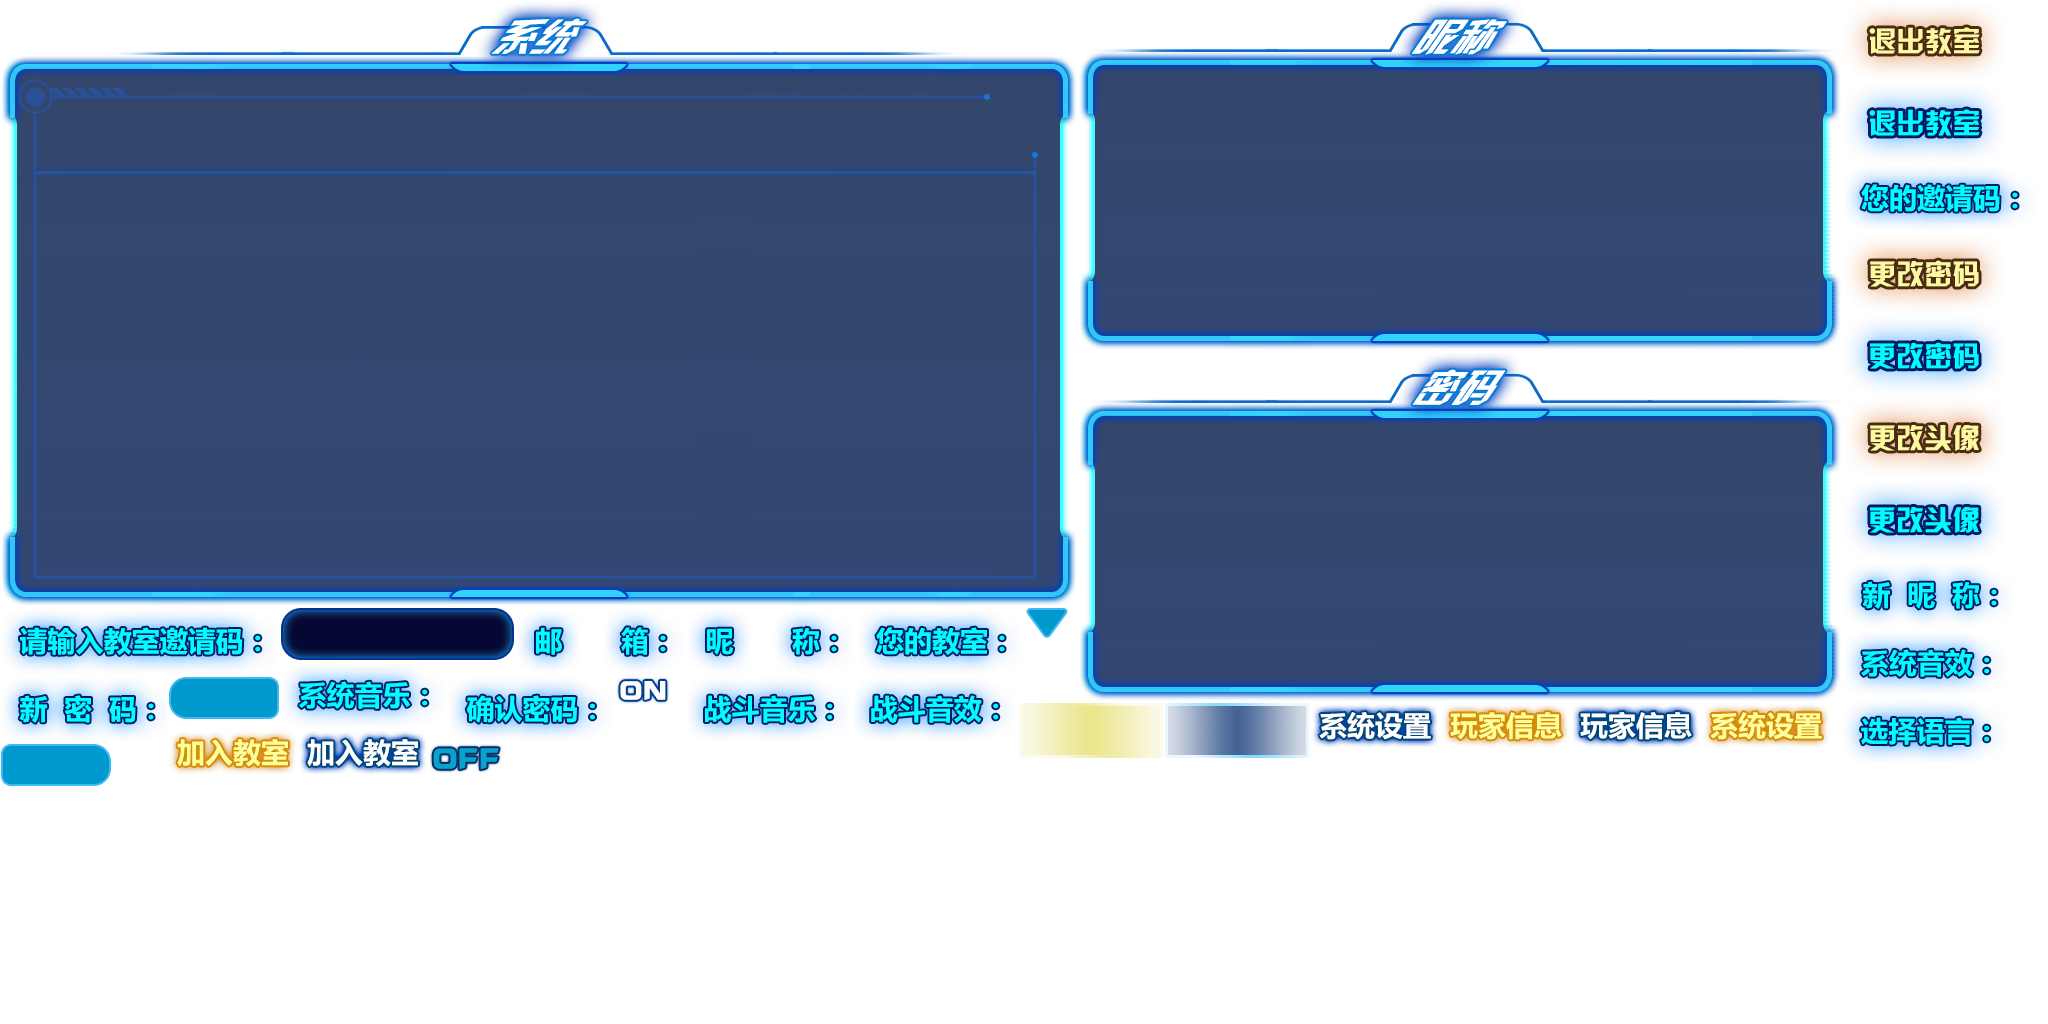 系统
昵称
密码
退出教室
退出教室
您的邀请码：
更改密码
更改密码
更改头像
更改头像
新 昵 称：
系统音效：
选择语言：
请输入教室邀请码：
邮 箱：
昵 称：
您的教室：
新 密 码：
系统音乐：
确认密码：
ON
战斗音乐：
战斗音效：
系统设置
玩家信息
玩家信息
系统设置
加入教室
加入教室
OFF